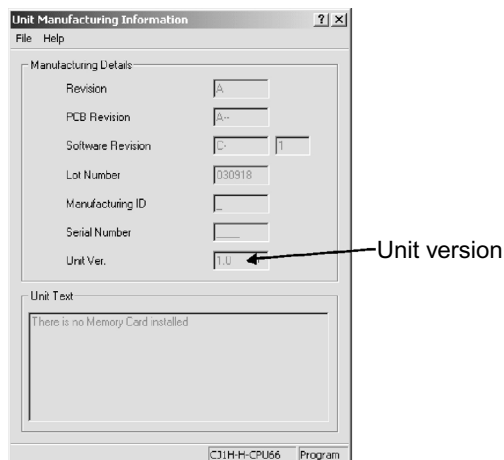 Unit Manufacturing Information ? ×
File Help
Manufacturing Details
Revision A
PCB Revision A--
Software Revision C- 1
Lot Number 030918
Manufacturing ID _
Serial Number ____
Unit Ver. 1.0
Unit version
Unit Text
There is no Memory Card installed
CJ1H-H-CPU66 Program